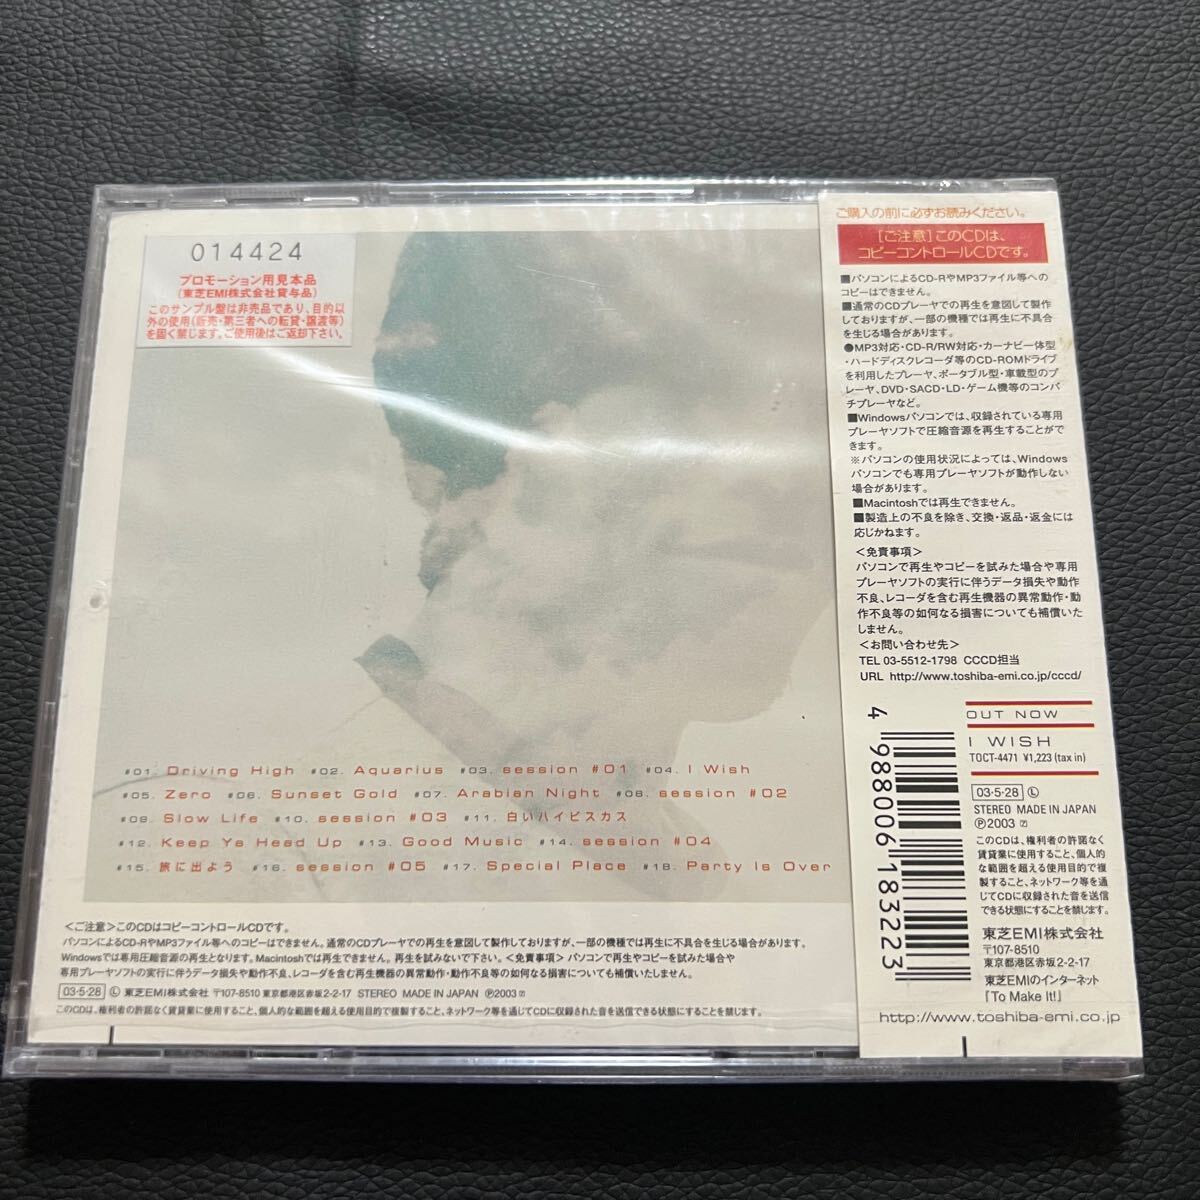 014424
プロモーション用見本品
(東芝EMI株式会社貸与品)
このサンプル盤は非売品であり、目的以
外の使用(販売・第三者への転貸・譲渡等)
を固く禁じます。ご使用後はご返却下さい。
#01. Driving High #02. Aquarius #03. session #01 #04. I Wish
#05. Zero #06. Sunset Gold #07. Arabian Night #08. session #02
#09. Slow Life #10. session #03 #11. 白いハイビスカス
#12. Keep Ya Head Up #13. Good Music #14. session #04
#15. 旅に出よう #16. session #05 #17. Special Place #18. Party Is Over
<ご注意>このCDはコピーコントロールCDです。
パソコンによるCD-RやMP3ファイル等へのコピーはできません。通常のCDプレーヤでの再生を意図して製作しておりますが、一部の機種では再生に不具合を生じる場合があります。
Windowsでは専用圧縮音源の再生となります。Macintoshでは再生できません。再生を試みないで下さい。<免責事項>パソコンで再生やコピーを試みた場合や
専用プレーヤソフトの実行に伴うデータ損失や動作不良、レコーダを含む再生機器の異常動作・動作不良等の如何なる損害についても補償いたしません。
03・5・28 Ⓛ 東芝EMI株式会社 〒107-8510 東京都港区赤坂2-2-17 STEREO MADE IN JAPAN Ⓟ2003
このCDは、権利者の許諾なく賃貸業に使用すること、個人的な範囲を超える使用目的で複製すること、ネットワーク等を通じてCDに収録された音を送信できる状態にすることを禁じます。
ご購入の前に必ずお読みください。
[ご注意]このCDは、
コピーコントロールCDです。
■パソコンによるCD-RやMP3ファイル等への
コピーはできません。
■通常のCDプレーヤでの再生を意図して製作
しておりますが、一部の機種では再生に不具合
を生じる場合があります。
●MP3対応・CD-R/RW対応・カーナビ一体型
・ハードディスクレコーダ等のCD-ROMドライブ
を利用したプレーヤ、ポータブル型・車載型のプ
レーヤ、DVD・SACD・LD・ゲーム機等のコンパ
チプレーヤなど。
■Windowsパソコンでは、収録されている専用
プレーヤソフトで圧縮音源を再生することがで
きます。
※パソコンの使用状況によっては、Windows
パソコンでも専用プレーヤソフトが動作しない
場合があります。
■Macintoshでは再生できません。
■製造上の不良を除き、交換・返品・返金には
応じかねます。
<免責事項>
パソコンで再生やコピーを試みた場合や専用
プレーヤソフトの実行に伴うデータ損失や動作
不良、レコーダを含む再生機器の異常動作・動
作不良等の如何なる損害についても補償いた
しません。
<お問い合わせ先>
TEL 03-5512-1798 CCCD担当
URL http://www.toshiba-emi.co.jp/cccd/
4 988006 183223
OUT NOW
I WISH
TOCT-4471 ¥1,223 (tax in)
03・5・28 Ⓛ
STEREO MADE IN JAPAN
Ⓟ2003
このCDは、権利者の許諾なく
賃貸業に使用すること、個人的
な範囲を超える使用目的で複
製すること、ネットワーク等を通
じてCDに収録された音を送信
できる状態にすることを禁じます。
東芝EMI株式会社
〒107-8510
東京都港区赤坂2-2-17
東芝EMIのインターネット
『To Make It!』
http://www.toshiba-emi.co.jp